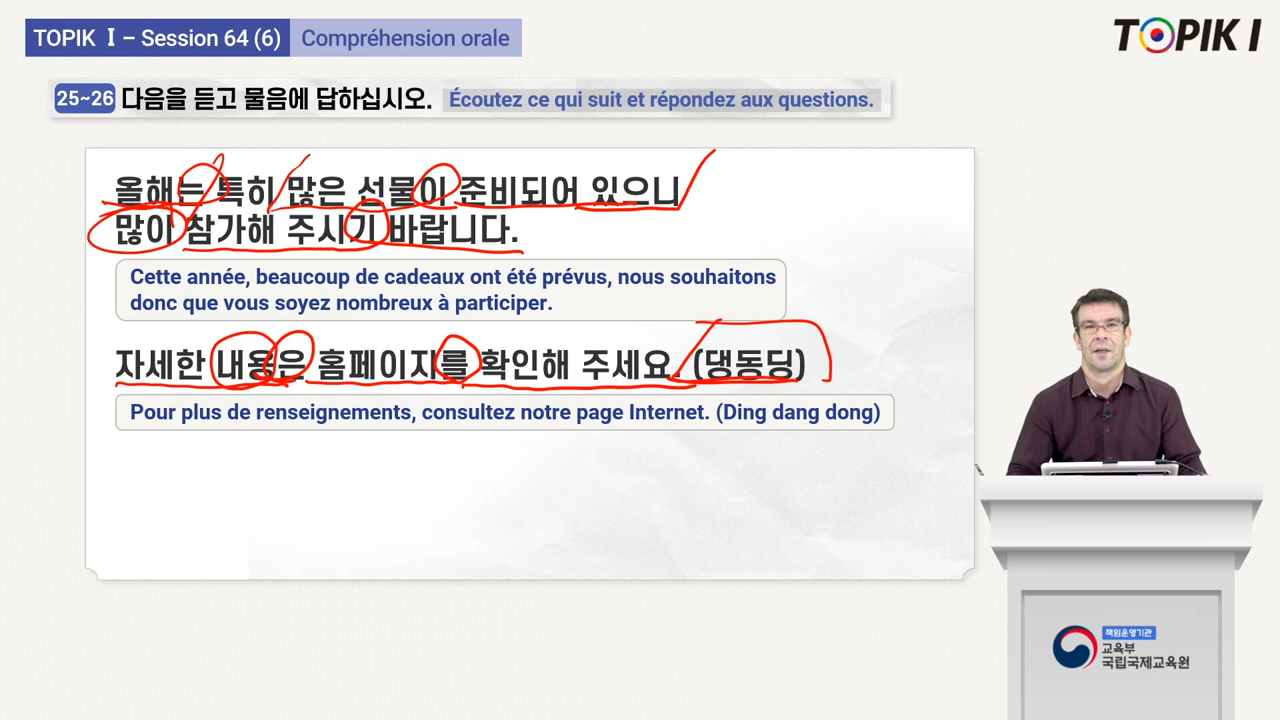 TOPIK I – Session 64 (6) Compréhension orale
TOPIK I
25~26 다음을 듣고 물음에 답하십시오. Écoutez ce qui suit et répondez aux questions.
올해는 특히 많은 선물이 준비되어 있으니
많이 참가해 주시기 바랍니다.
Cette année, beaucoup de cadeaux ont été prévus, nous souhaitons
donc que vous soyez nombreux à participer.
자세한 내용은 홈페이지를 확인해 주세요. (댕동딩)
Pour plus de renseignements, consultez notre page Internet. (Ding dang dong)
책임운영기관
교육부
국립국제교육원